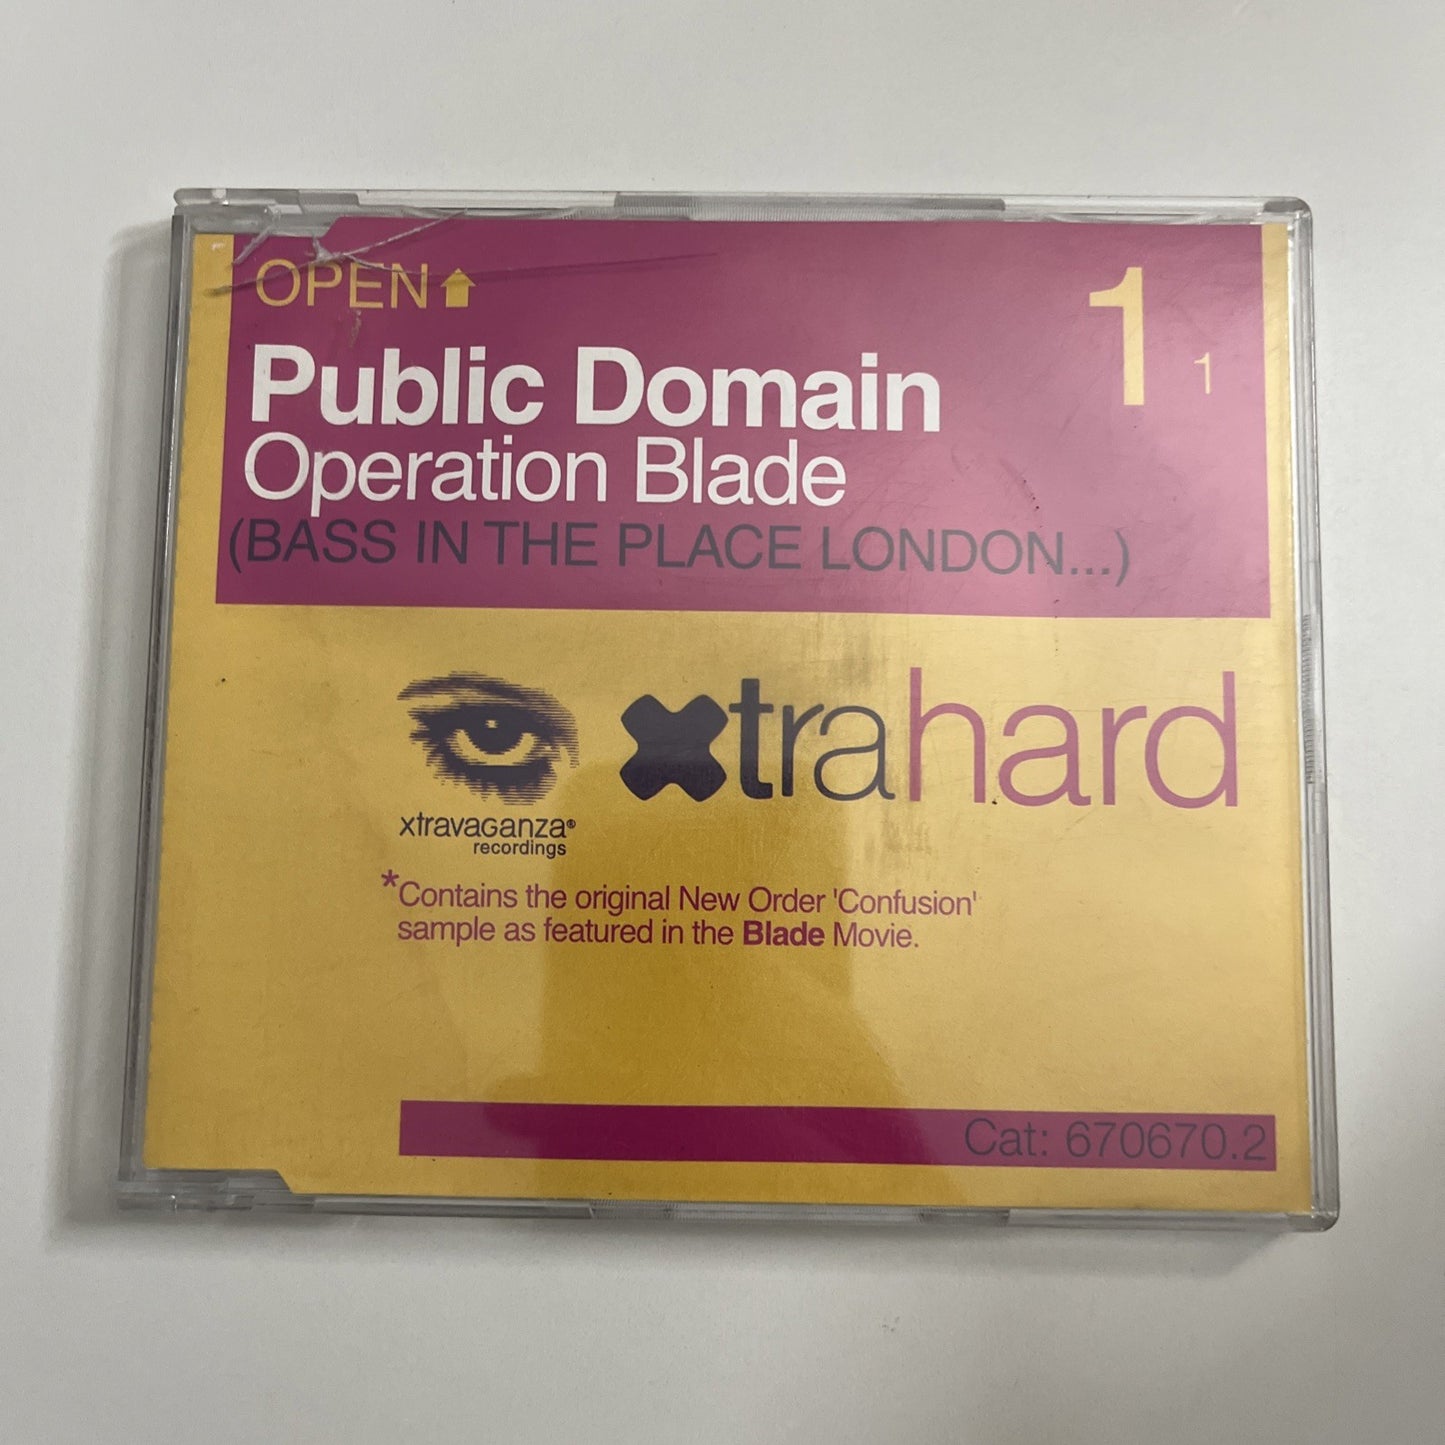 OPEN
1
1
Public Domain
Operation Blade
(BASS IN THE PLACE LONDON...)
xtrahard
xtravaganza®
recordings
*Contains the original New Order 'Confusion'
sample as featured in the Blade Movie.
Cat: 670670.2